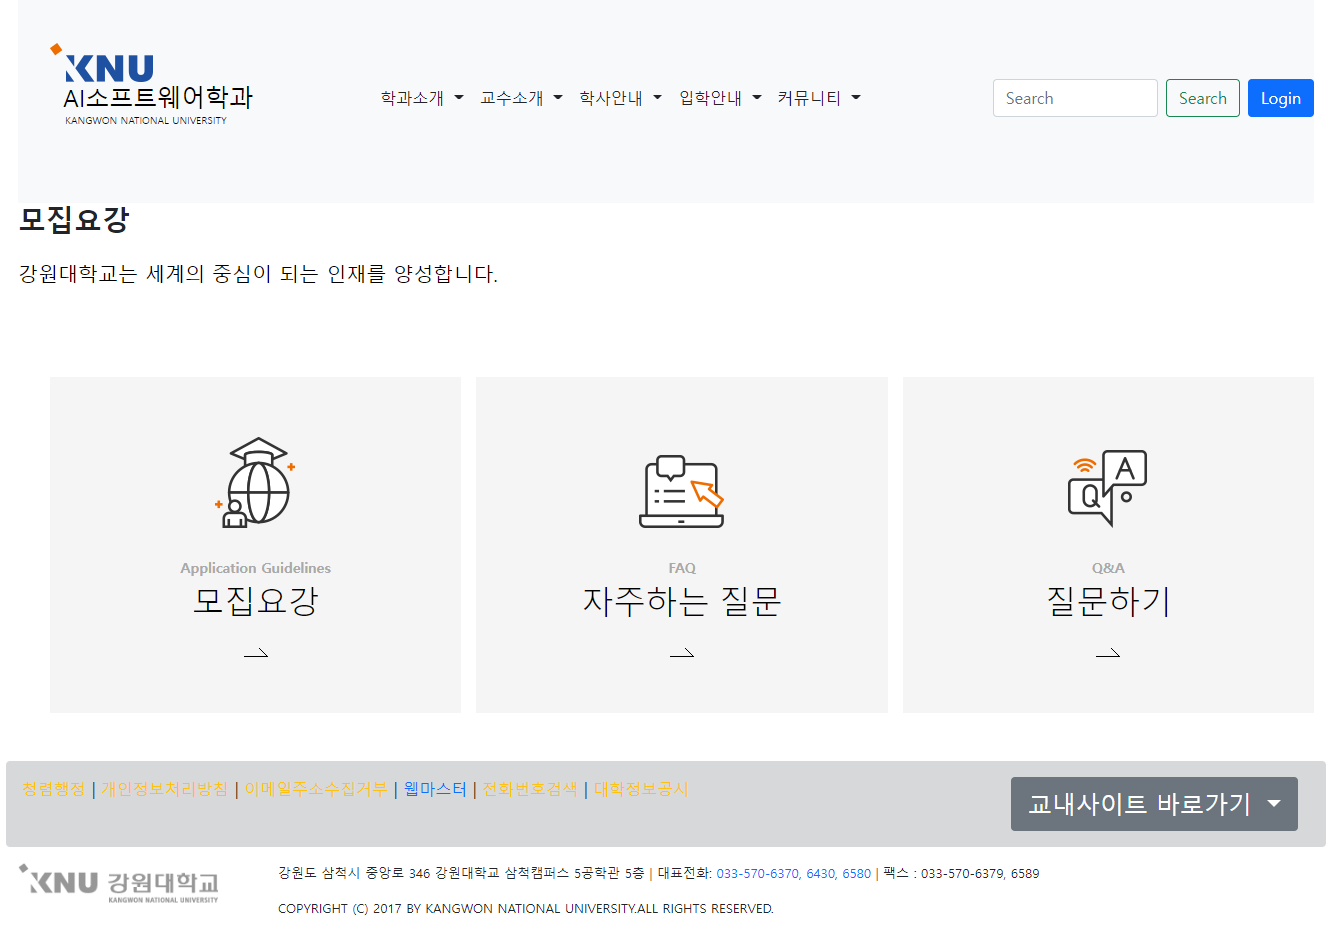 KNU
AI소프트웨어학과
KANGWON NATIONAL UNIVERSITY
학과소개 교수소개 학사안내 입학안내 커뮤니티
Search Search Login
모집요강
강원대학교는 세계의 중심이 되는 인재를 양성합니다.
Application Guidelines
모집요강
FAQ
자주하는 질문
Q A
Q&A
질문하기
청렴행정 | 개인정보처리방침 | 이메일주소수집거부 | 웹마스터 | 전화번호검색 | 대학정보공시
교내사이트 바로가기
KNU 강원대학교
KANGWON NATIONAL UNIVERSITY
강원도 삼척시 중앙로 346 강원대학교 삼척캠퍼스 5공학관 5층 | 대표전화: 033-570-6370, 6430, 6580 | 팩스 : 033-570-6379, 6589
COPYRIGHT (C) 2017 BY KANGWON NATIONAL UNIVERSITY.ALL RIGHTS RESERVED.